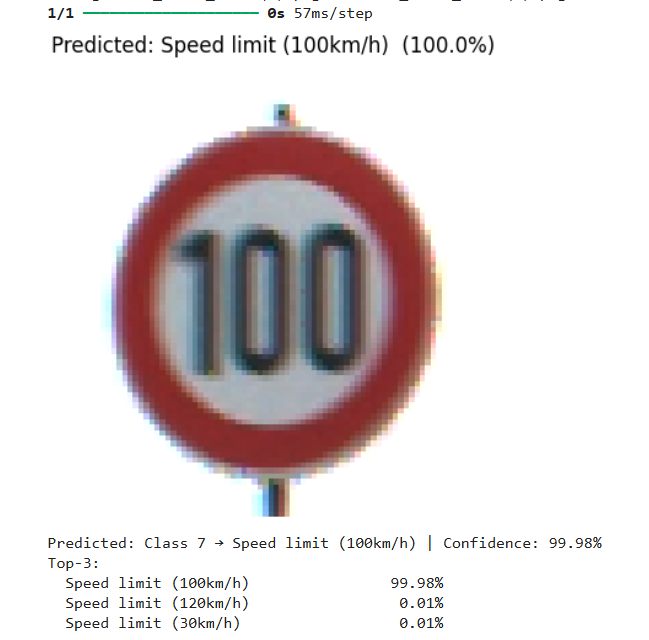 1/1 ━━━━━━━━━━━━━━━━━━━━ 0s 57ms/step
Predicted: Speed limit (100km/h) (100.0%)
100
Predicted: Class 7 → Speed limit (100km/h) | Confidence: 99.98%
Top-3:
Speed limit (100km/h) 99.98%
Speed limit (120km/h) 0.01%
Speed limit (30km/h) 0.01%